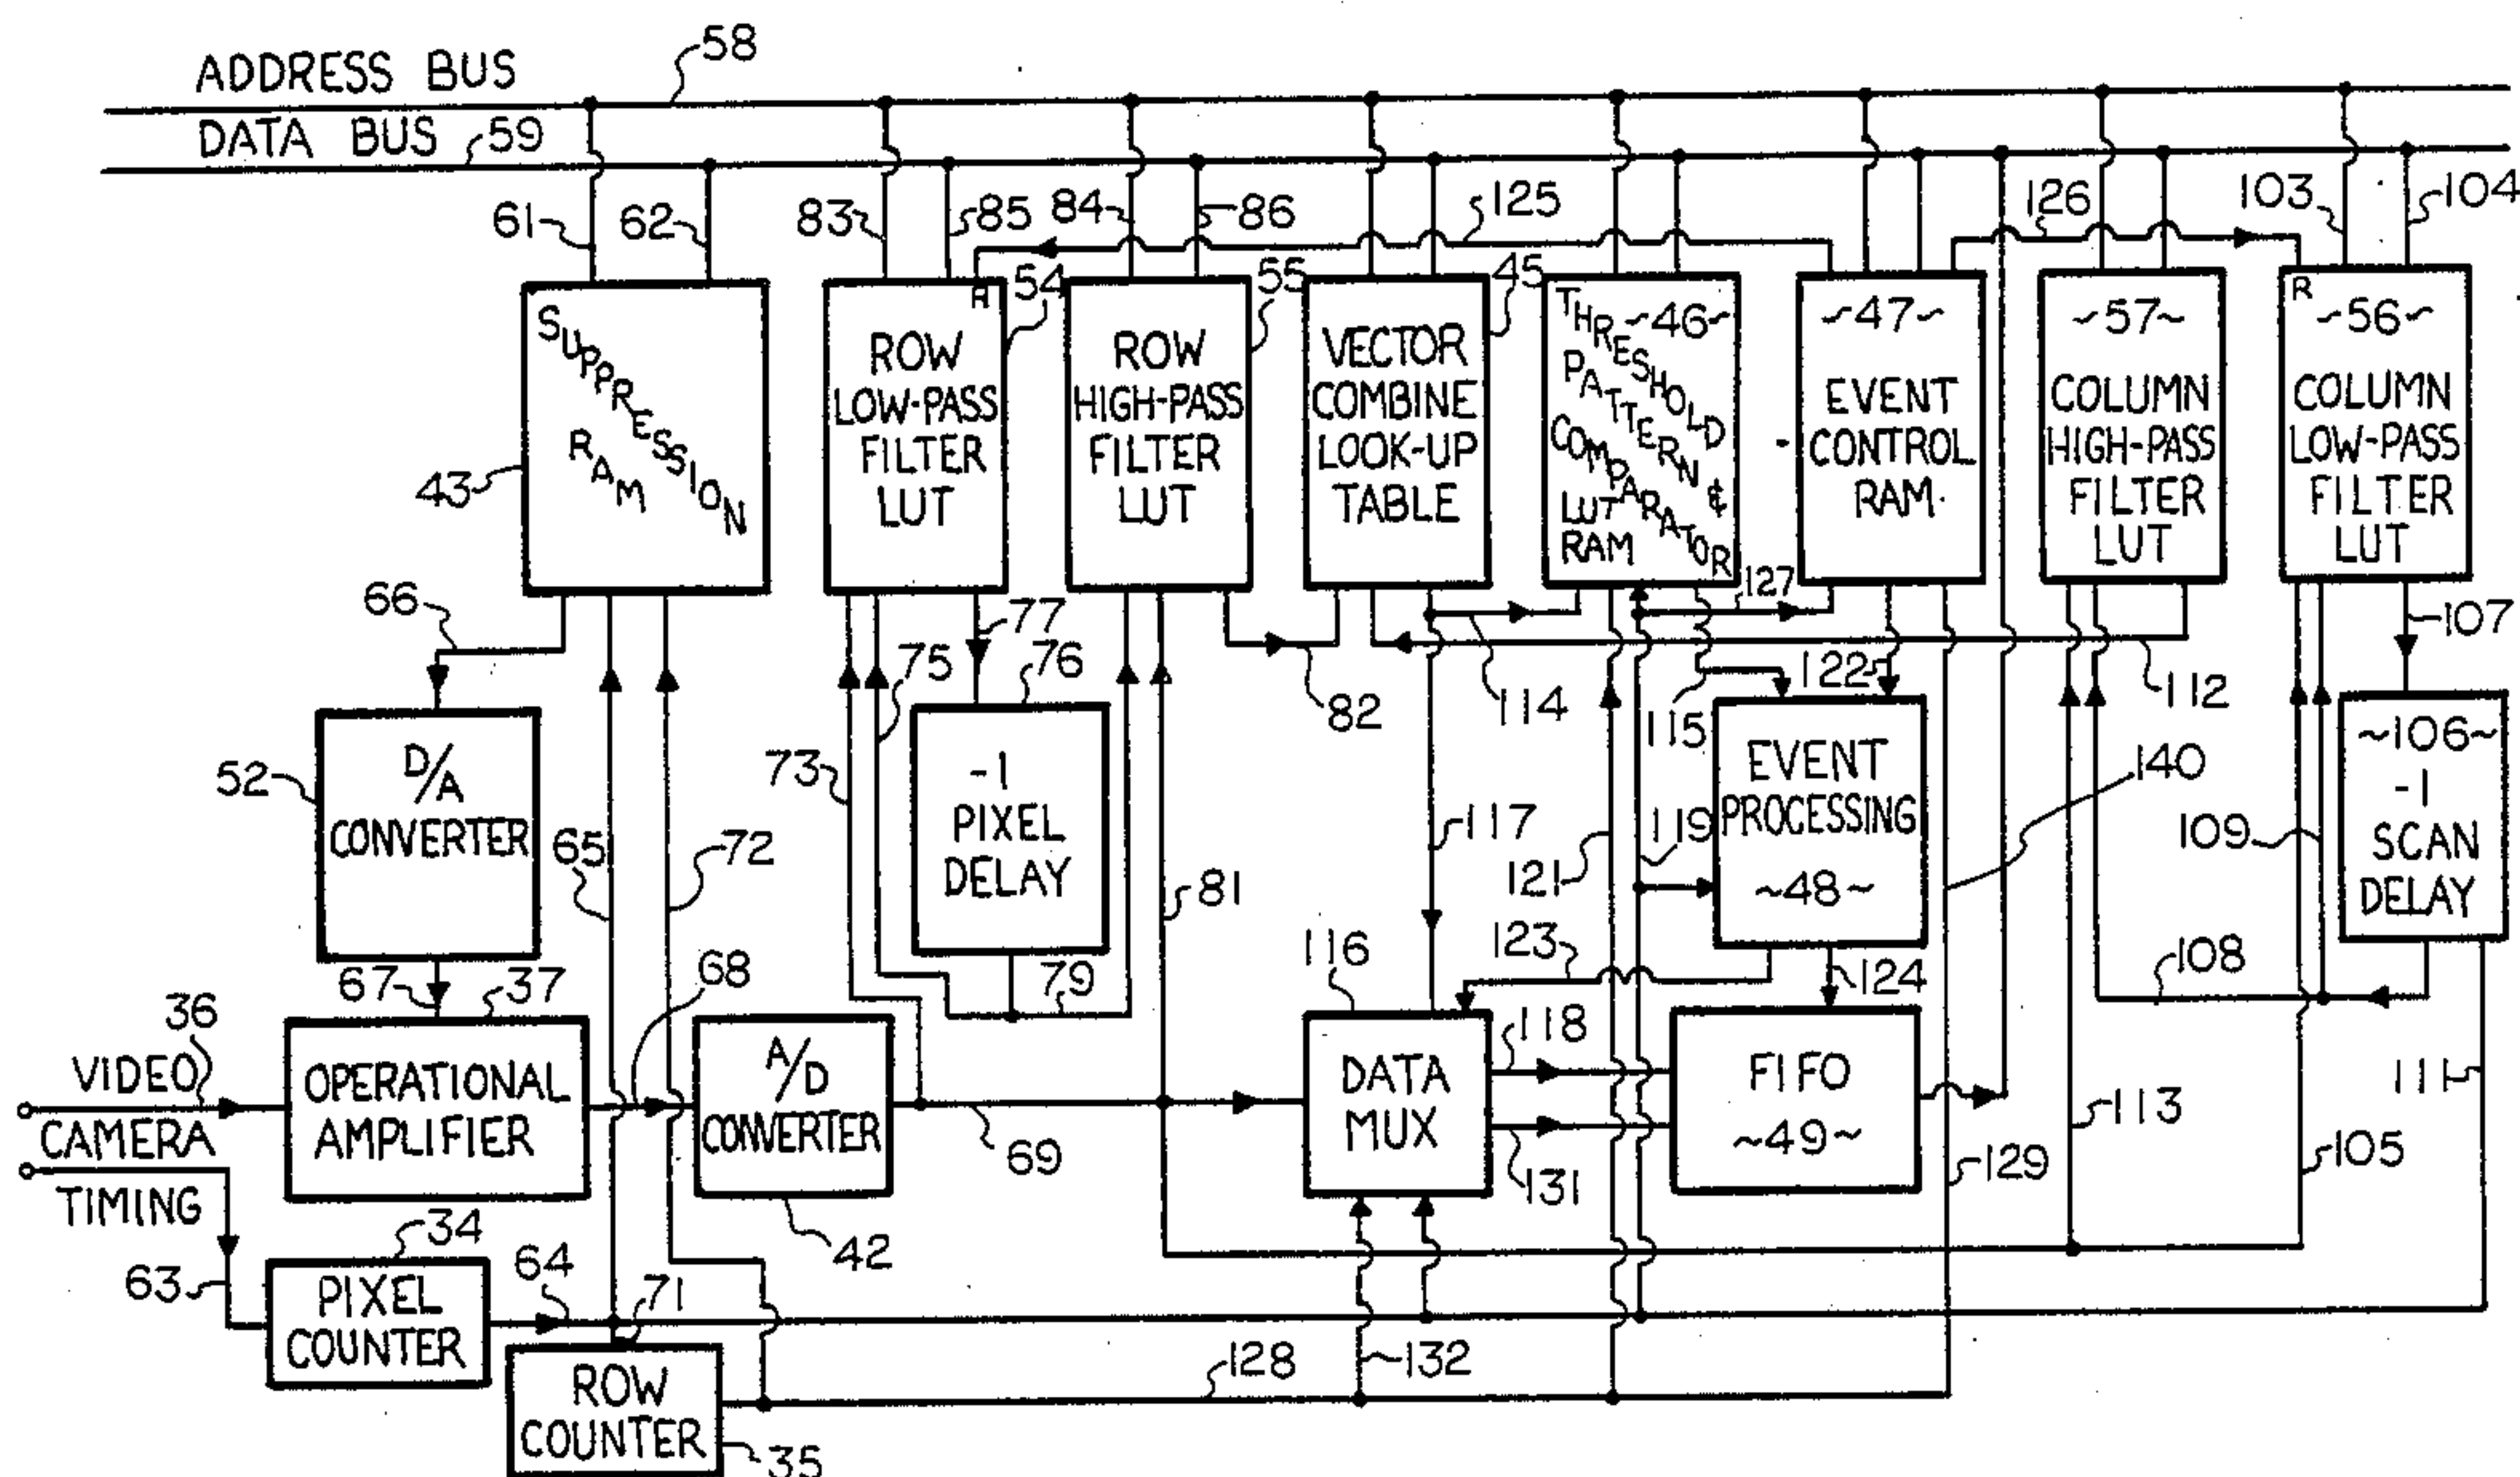 ADDRESS BUS
58
DATA BUS
59
61
62
83
85
84
86
125
126
103
104
SUPPRESSION
RAM
43
R
54
ROW
LOW-PASS
FILTER
LUT
55
ROW
HIGH-PASS
FILTER
LUT
45
VECTOR
COMBINE
LOOK-UP
TABLE
~46~
THRESHOLD
PATTERN &
COMPARATOR
LUT
RAM
~47~
EVENT
CONTROL
RAM
~57~
COLUMN
HIGH-PASS
FILTER
LUT
R
~56~
COLUMN
LOW-PASS
FILTER
LUT
66
75
77
76
82
114
115
127
122
112
107
52
D/A
CONVERTER
65
72
73
-1
PIXEL
DELAY
79
81
117
121
119
EVENT
PROCESSING
~48~
140
109
~106~
-1
SCAN
DELAY
67
37
68
116
123
124
108
36
VIDEO
CAMERA
TIMING
OPERATIONAL
AMPLIFIER
A/D
CONVERTER
69
42
DATA
MUX
118
131
FIFO
~49~
129
113
105
111
63
34
PIXEL
COUNTER
64
71
ROW
COUNTER
35
128
132